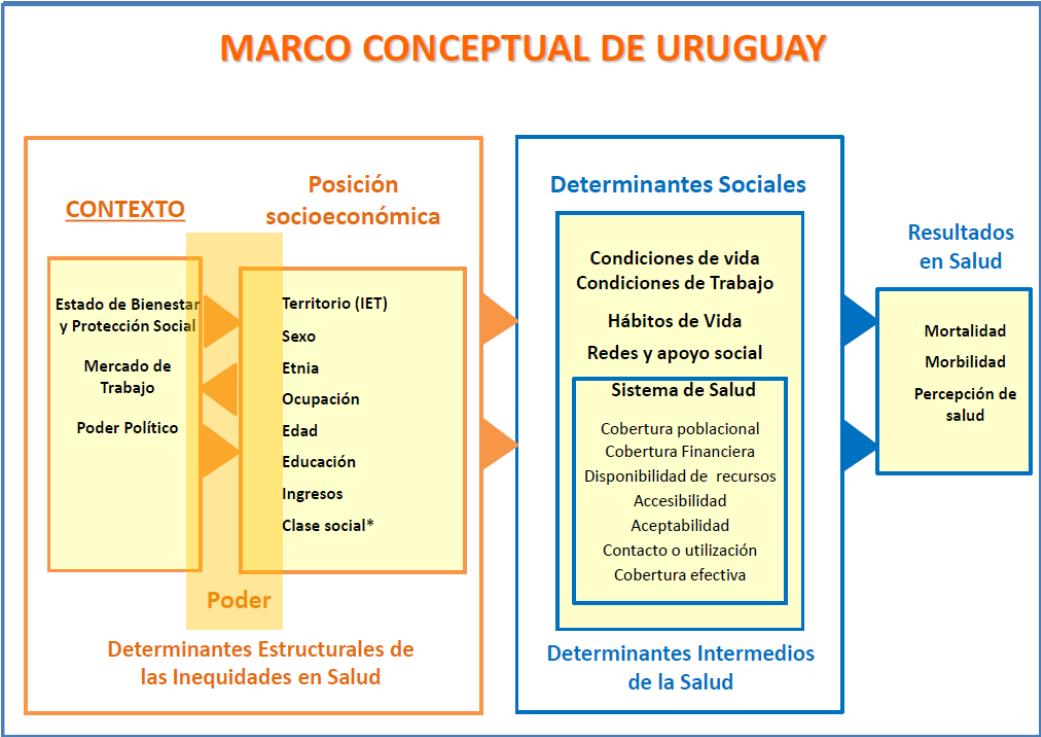 MARCO CONCEPTUAL DE URUGUAY
CONTEXTO
Estado de Bienestar
y Protección Social
Mercado de
Trabajo
Poder Político
Posición
socioeconómica
Territorio (IET)
Sexo
Etnia
Ocupación
Edad
Educación
Ingresos
Clase social*
Poder
Determinantes Estructurales de
las Inequidades en Salud
Determinantes Sociales
Condiciones de vida
Condiciones de Trabajo
Hábitos de Vida
Redes y apoyo social
Sistema de Salud
Cobertura poblacional
Cobertura Financiera
Disponibilidad de recursos
Accesibilidad
Aceptabilidad
Contacto o utilización
Cobertura efectiva
Determinantes Intermedios
de la Salud
Resultados
en Salud
Mortalidad
Morbilidad
Percepción de
salud